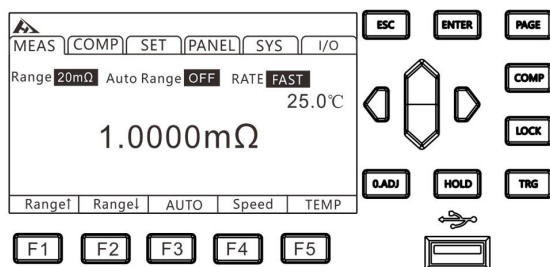 MEAS COMP SET PANEL SYS I/O
Range 20mΩ Auto Range OFF RATE FAST
25.0℃
1.0000mΩ
Range↑ Range↓ AUTO Speed TEMP
F1 F2 F3 F4 F5
ESC ENTER PAGE
COMP
LOCK
0.ADJ HOLD TRG